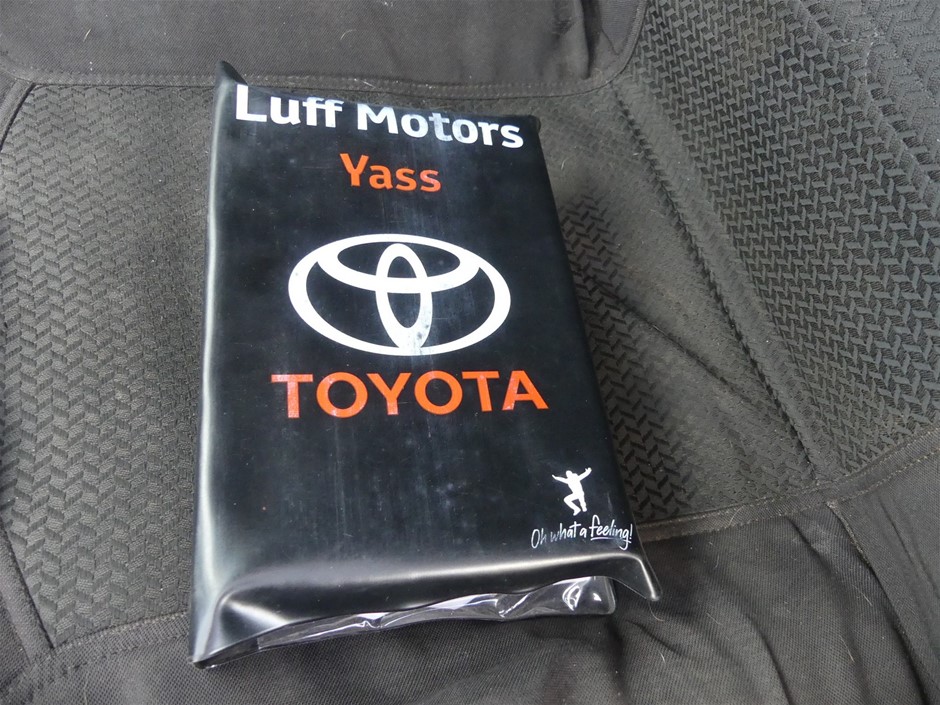 Luff Motors
Yass
TOYOTA
Oh what a feeling!